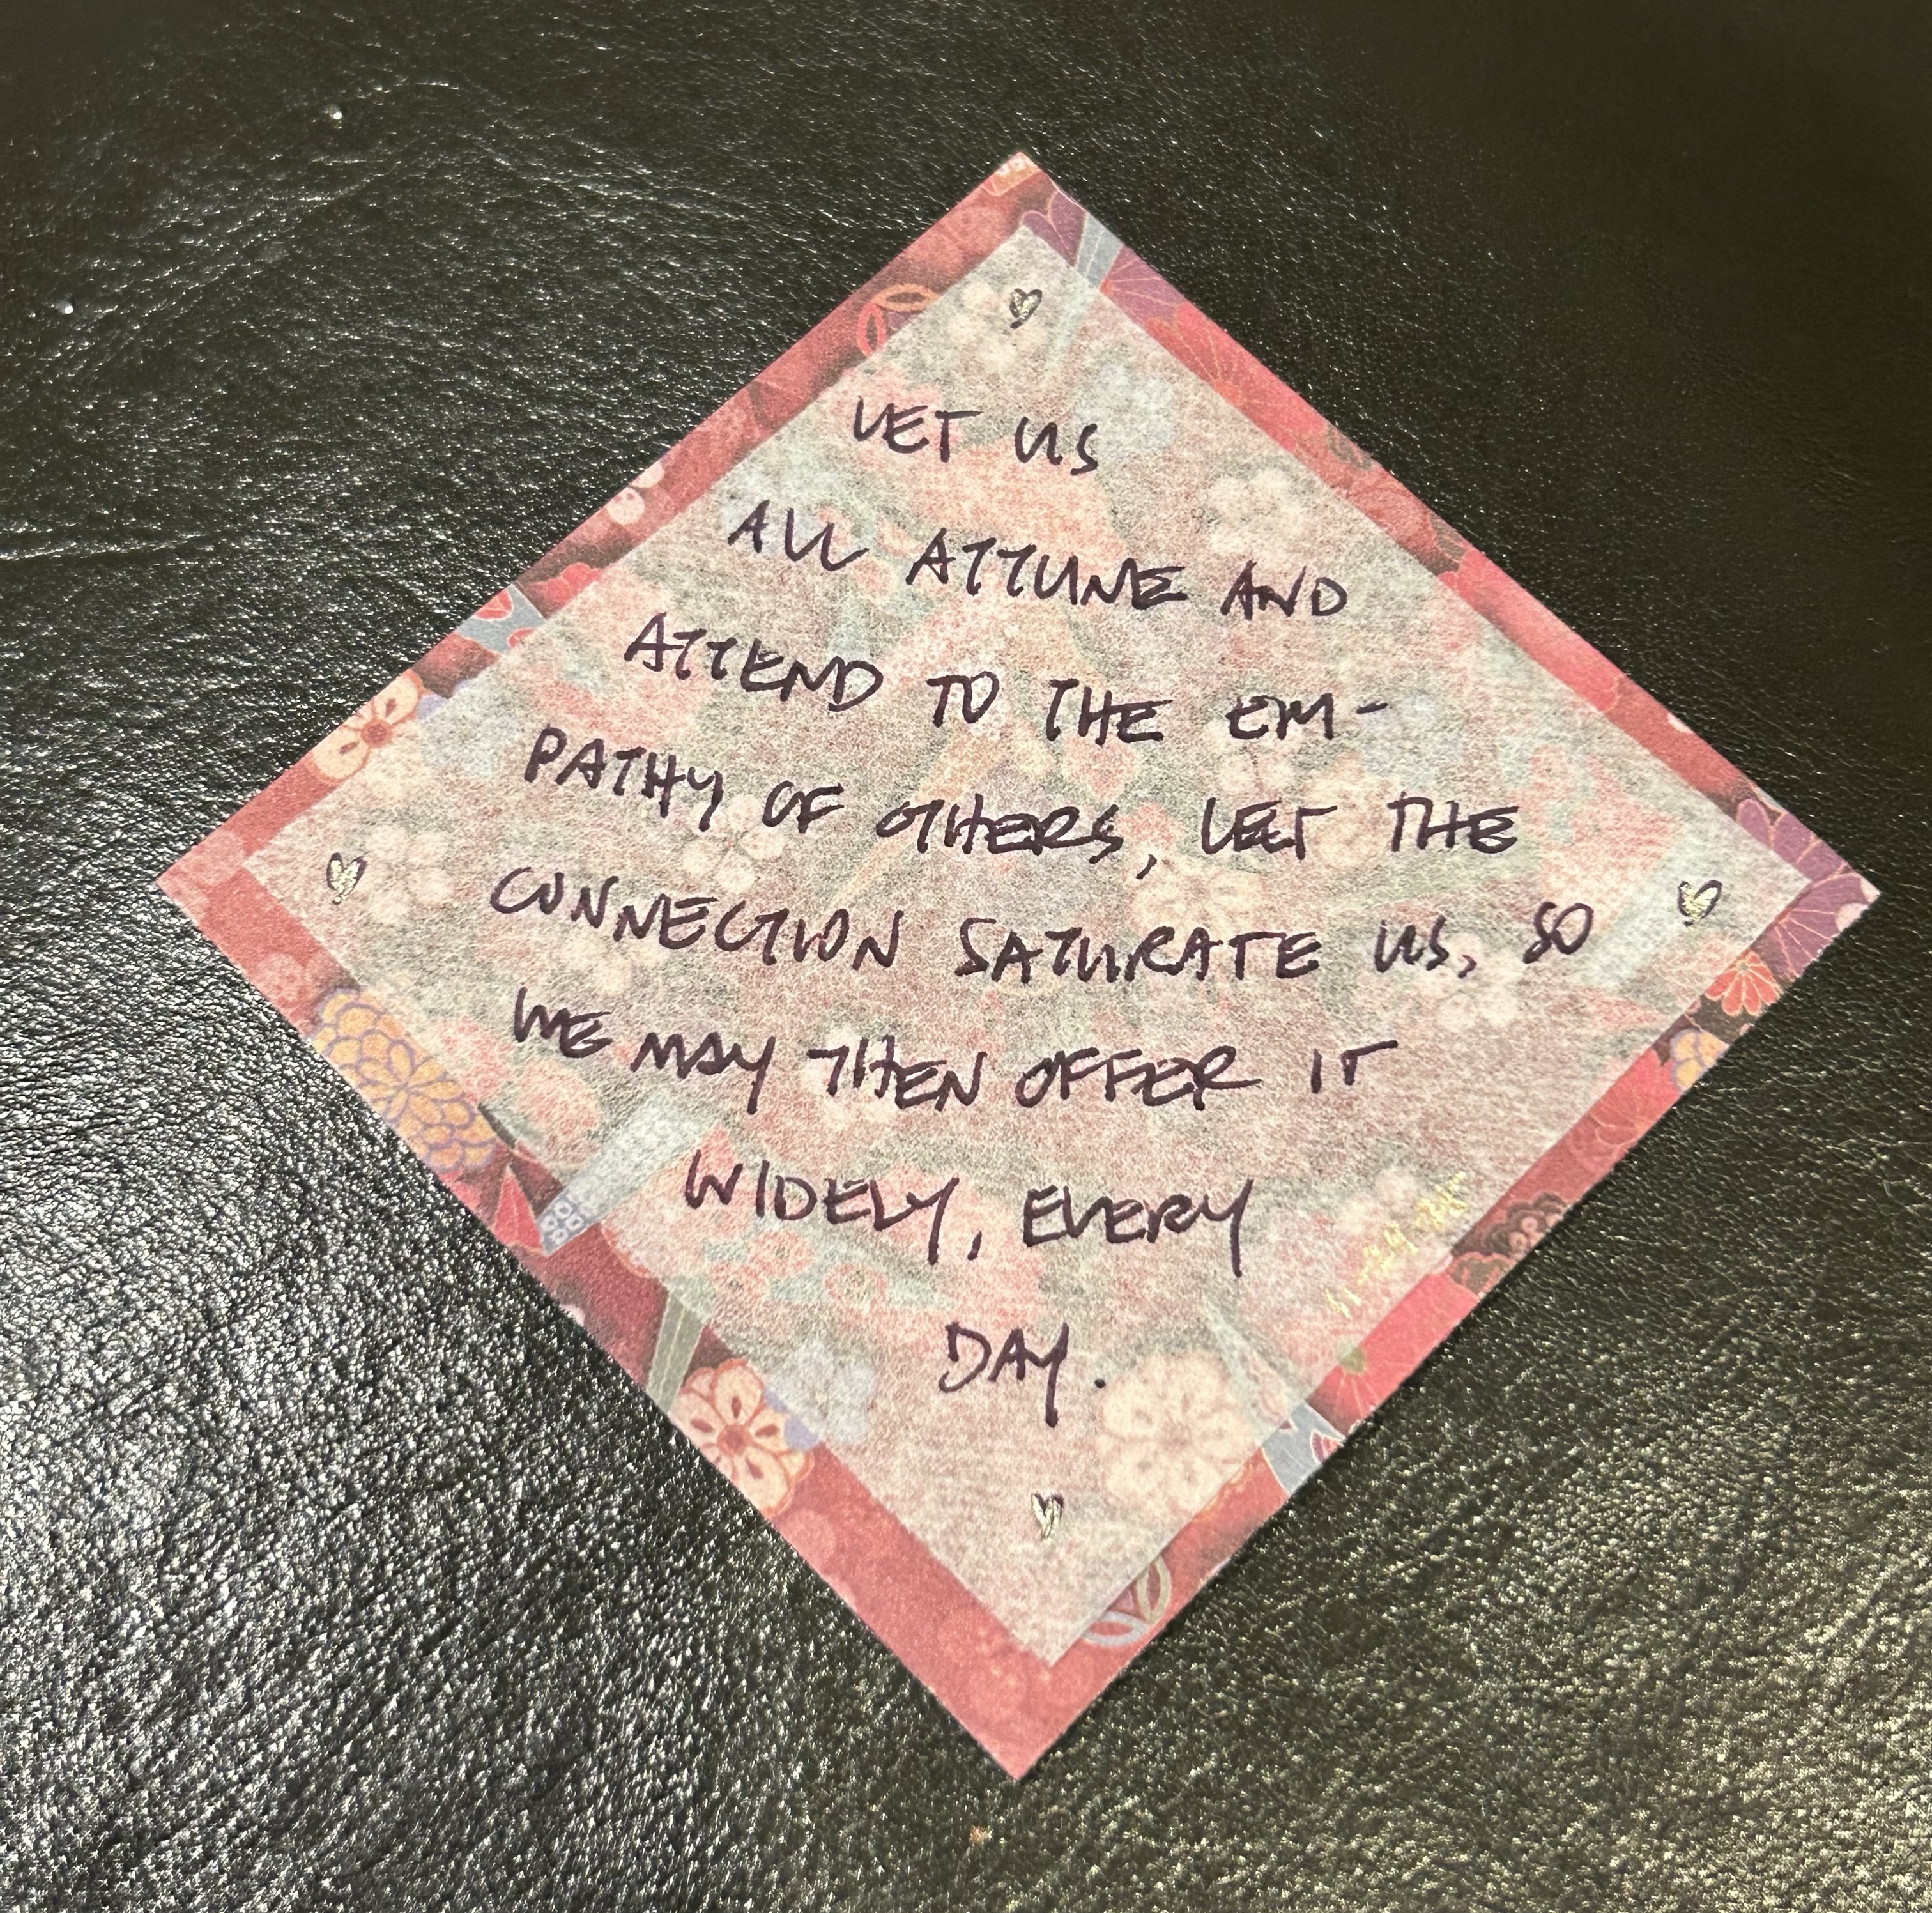 LET US
ALL ATTUNE AND
ATTEND TO THE EM-
PATHY OF OTHERS, LET THE
CONNECTION SATURATE US, SO
WE MAY THEN OFFER IT
WIDELY, EVERY
DAY.